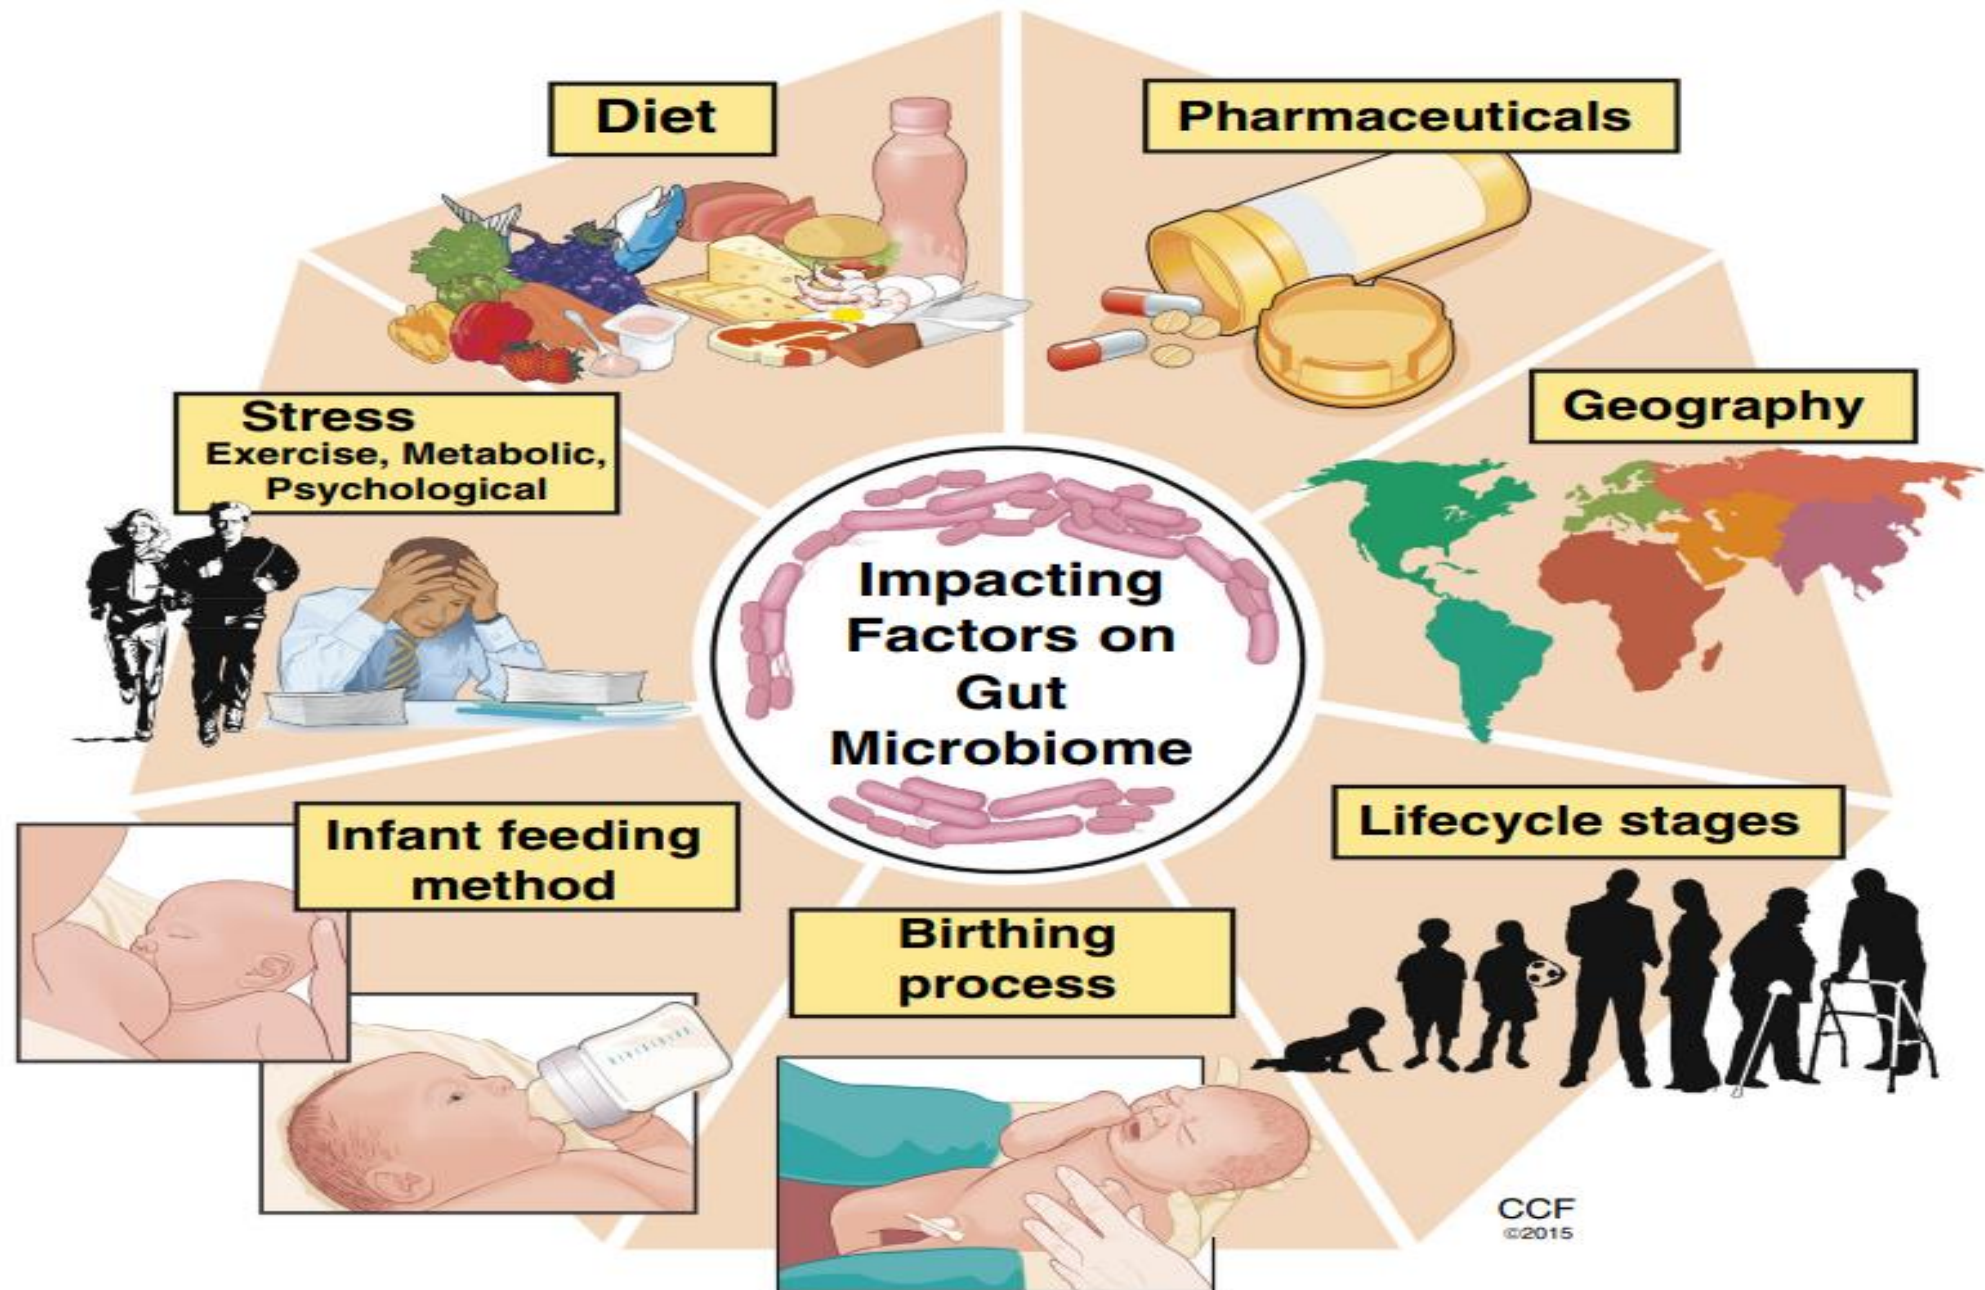 Diet
Pharmaceuticals
Stress
Exercise, Metabolic,
Psychological
Geography
Impacting
Factors on
Gut
Microbiome
Infant feeding
method
Lifecycle stages
Birthing
process
CCF
©2015